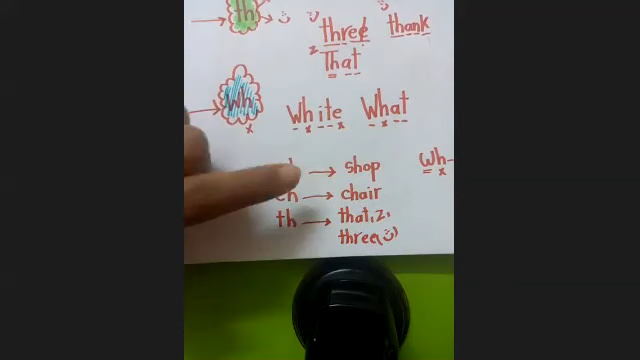 th
three thank
z That
Wh
x
White What
→ shop wh-
ch → chair
th → that, z,
three